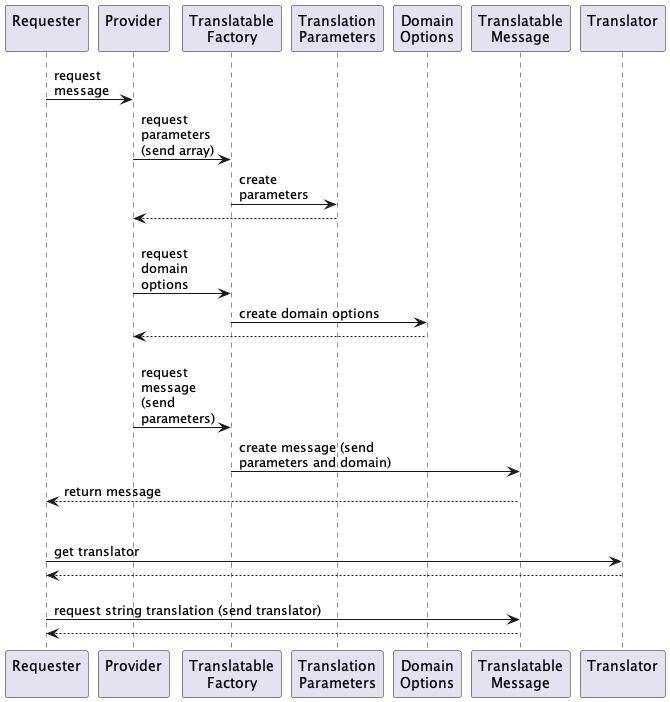 Requester
Provider
Translatable
Factory
Translation
Parameters
Domain
Options
Translatable
Message
Translator
request
message
request
parameters
(send array)
create
parameters
request
domain
options
create domain options
request
message
(send
parameters)
create message (send
parameters and domain)
return message
get translator
request string translation (send translator)
Requester
Provider
Translatable
Factory
Translation
Parameters
Domain
Options
Translatable
Message
Translator